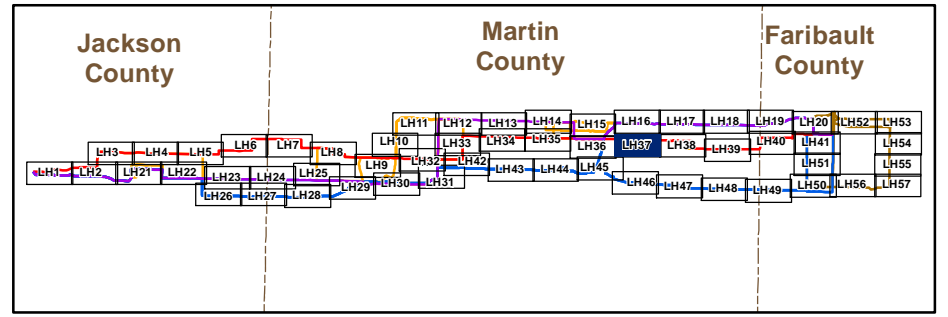 Jackson
County
Martin
County
Faribault
County
LH11 LH12 LH13 LH14 LH15 LH16 LH17 LH18 LH19 LH20 LH52 LH53
LH3 LH4 LH5 LH6 LH7 LH8 LH10 LH33 LH34 LH35 LH36 LH37 LH38 LH39 LH40 LH41 LH54
LH1 LH2 LH21 LH22 LH23 LH24 LH25 LH9 LH32 LH42 LH43 LH44 LH45 LH51 LH55
LH26 LH27 LH28 LH29 LH30 LH31 LH46 LH47 LH48 LH49 LH50 LH56 LH57